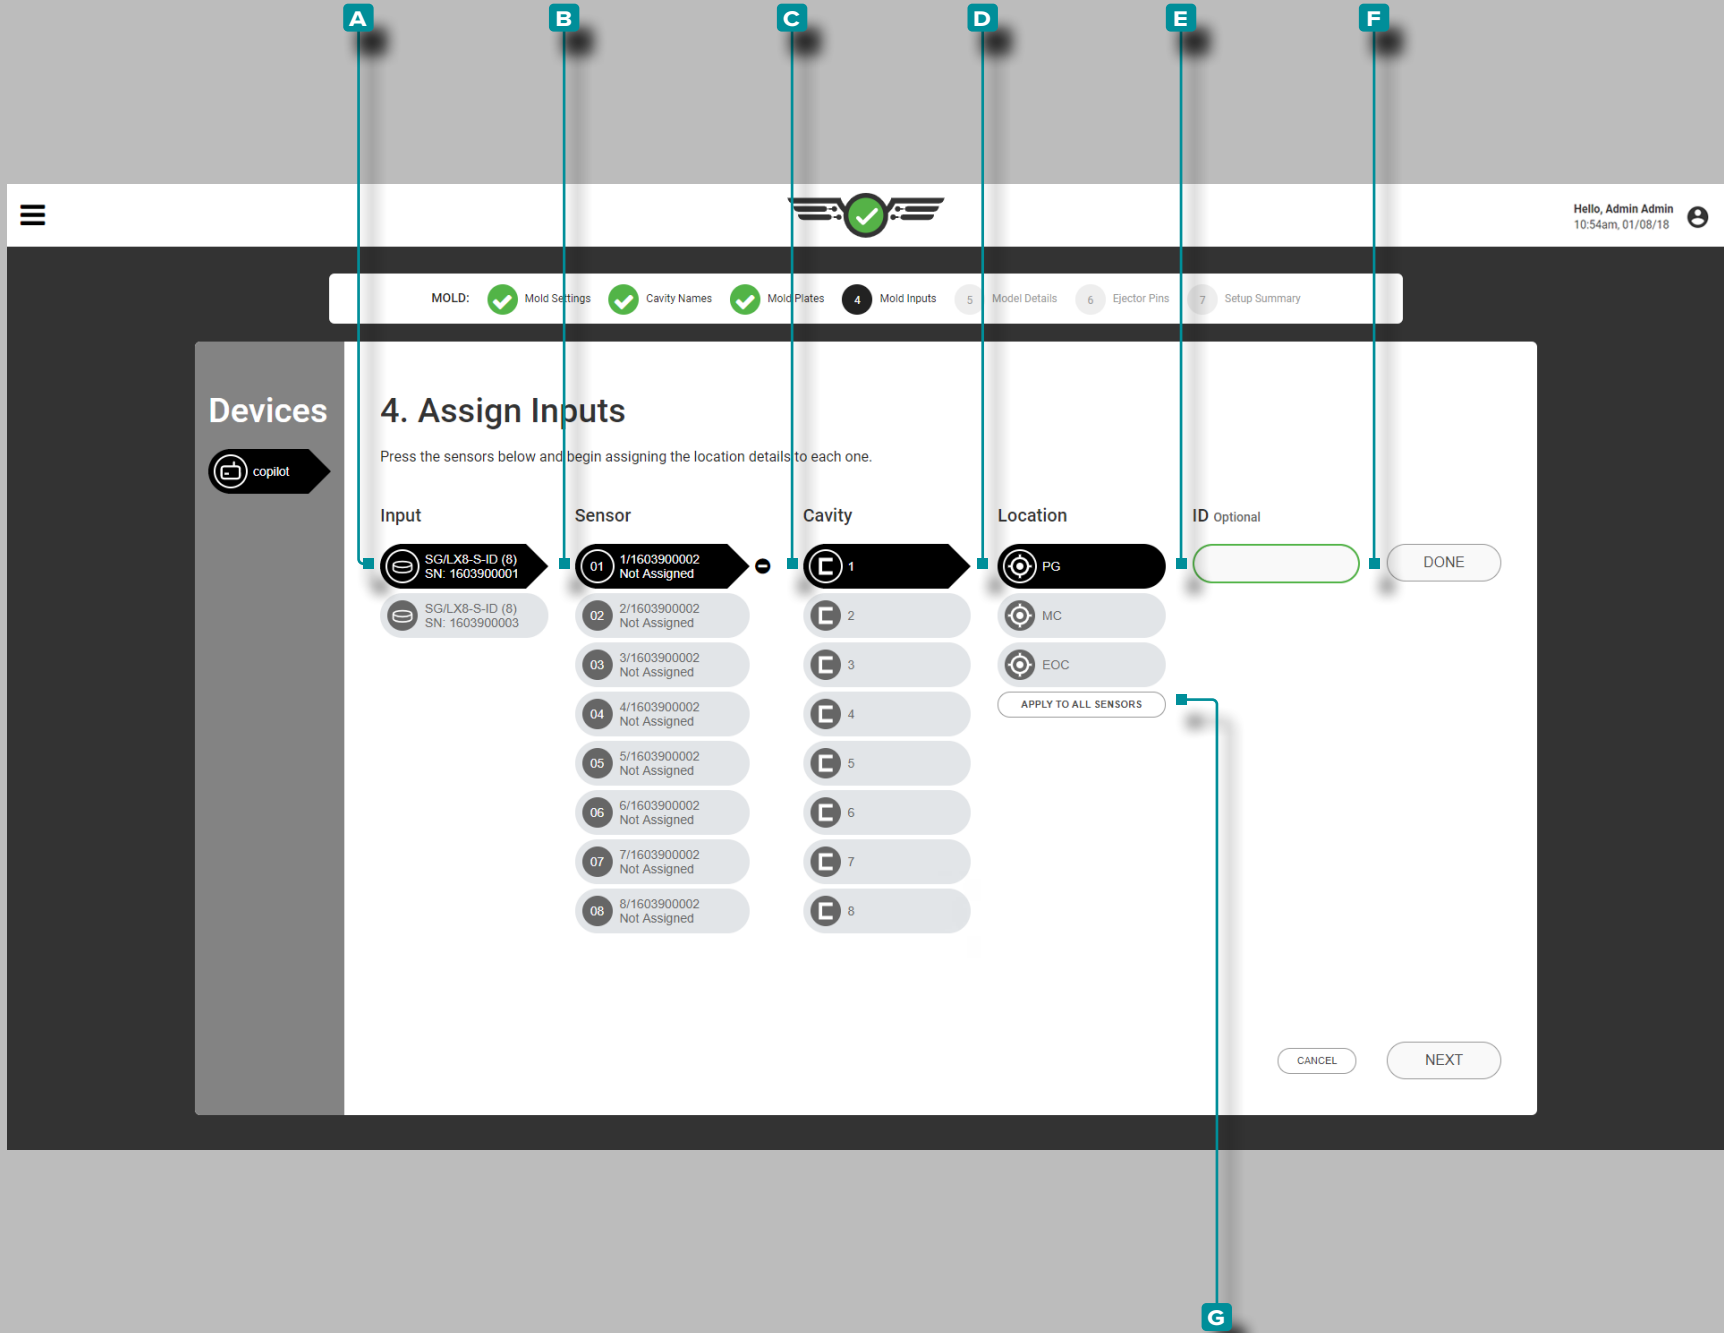 A B C D E F
Hello, Admin Admin
10:54am, 01/08/18
MOLD: Mold Settings Cavity Names Mold Plates 4 Mold Inputs 5 Model Details 6 Ejector Pins 7 Setup Summary
Devices
copilot
4. Assign Inputs
Press the sensors below and begin assigning the location details to each one.
Input
SG/LX8-S-ID (8)
SN: 1603900001
SG/LX8-S-ID (8)
SN: 1603900003
Sensor
01 1/1603900002
Not Assigned
02 2/1603900002
Not Assigned
03 3/1603900002
Not Assigned
04 4/1603900002
Not Assigned
05 5/1603900002
Not Assigned
06 6/1603900002
Not Assigned
07 7/1603900002
Not Assigned
08 8/1603900002
Not Assigned
Cavity
1
2
3
4
5
6
7
8
Location
PG
MC
EOC
APPLY TO ALL SENSORS
ID Optional
DONE
CANCEL
NEXT
G